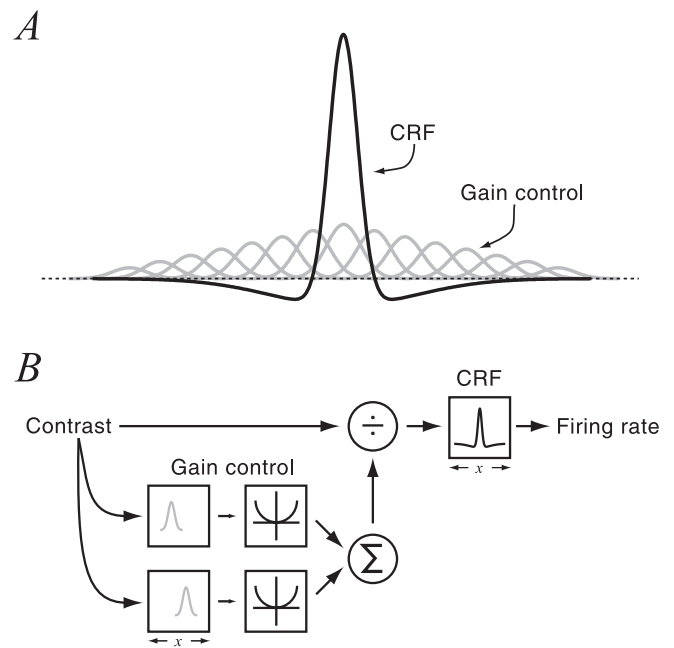 A
CRF
Gain control
B
CRF
Contrast
÷
Firing rate
x
Gain control
Σ
x